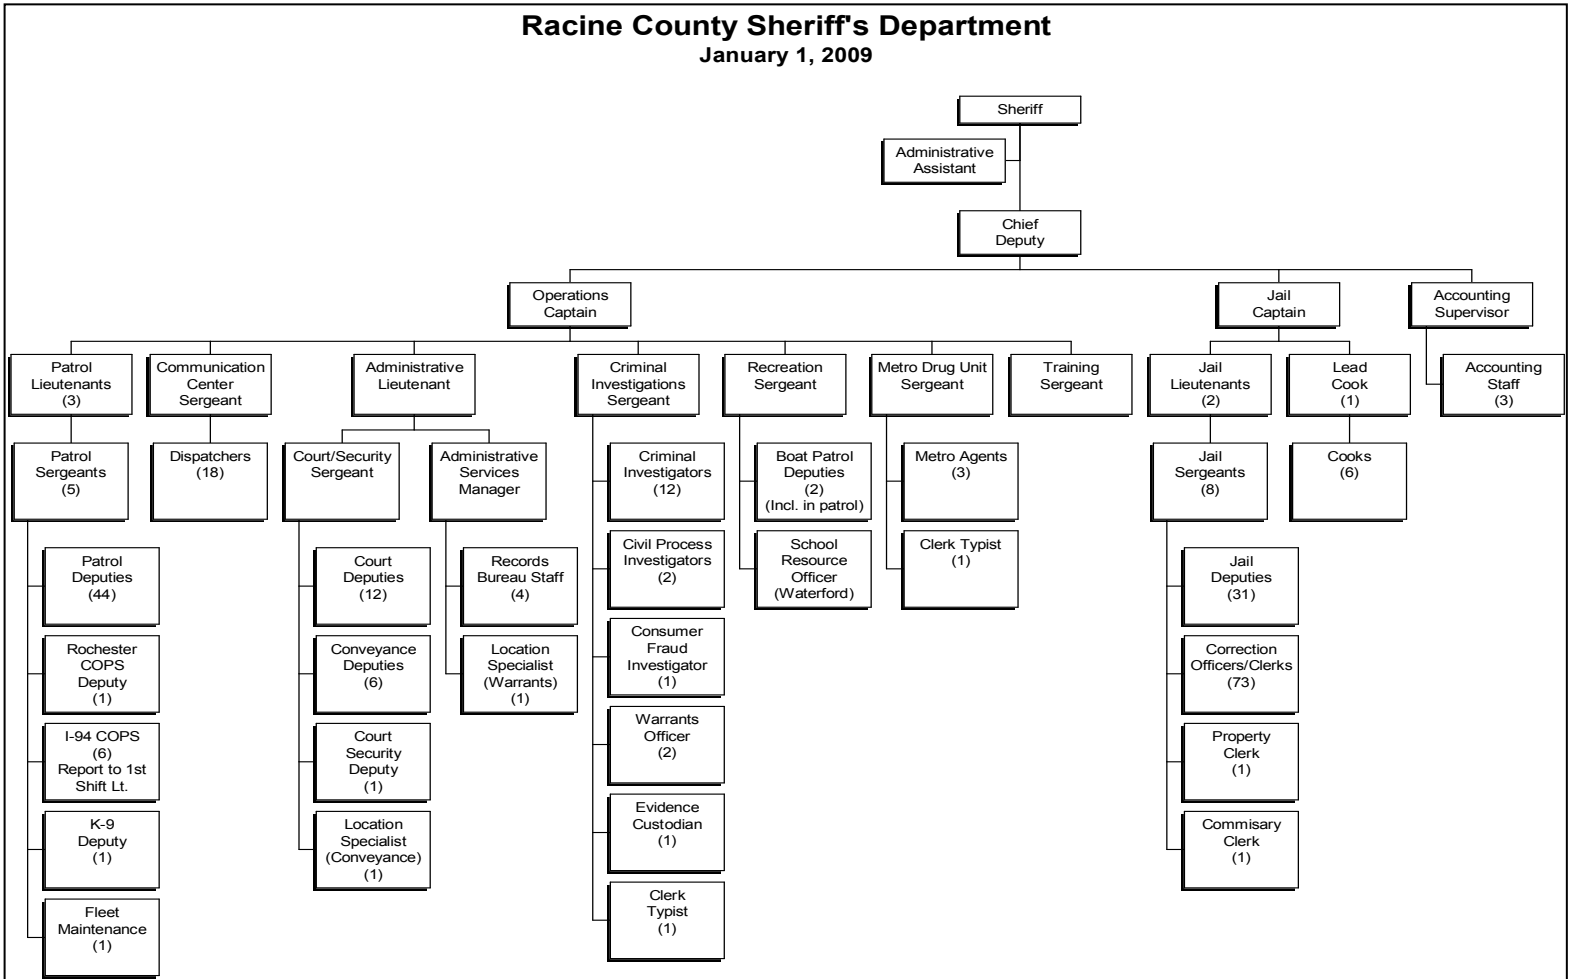 Racine County Sheriff's Department
January 1, 2009
Sheriff
Administrative
Assistant
Chief
Deputy
Operations
Captain
Jail
Captain
Accounting
Supervisor
Patrol
Lieutenants
(3)
Communication
Center
Sergeant
Administrative
Lieutenant
Criminal
Investigations
Sergeant
Recreation
Sergeant
Metro Drug Unit
Sergeant
Training
Sergeant
Jail
Lieutenants
(2)
Lead
Cook
(1)
Accounting
Staff
(3)
Patrol
Sergeants
(5)
Dispatchers
(18)
Court/Security
Sergeant
Administrative
Services
Manager
Criminal
Investigators
(12)
Boat Patrol
Deputies
(2)
(Incl. in patrol)
Metro Agents
(3)
Jail
Sergeants
(8)
Cooks
(6)
Patrol
Deputies
(44)
Court
Deputies
(12)
Records
Bureau Staff
(4)
Civil Process
Investigators
(2)
School
Resource
Officer
(Waterford)
Clerk Typist
(1)
Jail
Deputies
(31)
Rochester
COPS
Deputy
(1)
Conveyance
Deputies
(6)
Location
Specialist
(Warrants)
(1)
Consumer
Fraud
Investigator
(1)
Correction
Officers/Clerks
(73)
I-94 COPS
(6)
Report to 1st
Shift Lt.
Court
Security
Deputy
(1)
Warrants
Officer
(2)
Property
Clerk
(1)
K-9
Deputy
(1)
Location
Specialist
(Conveyance)
(1)
Evidence
Custodian
(1)
Commisary
Clerk
(1)
Fleet
Maintenance
(1)
Clerk
Typist
(1)